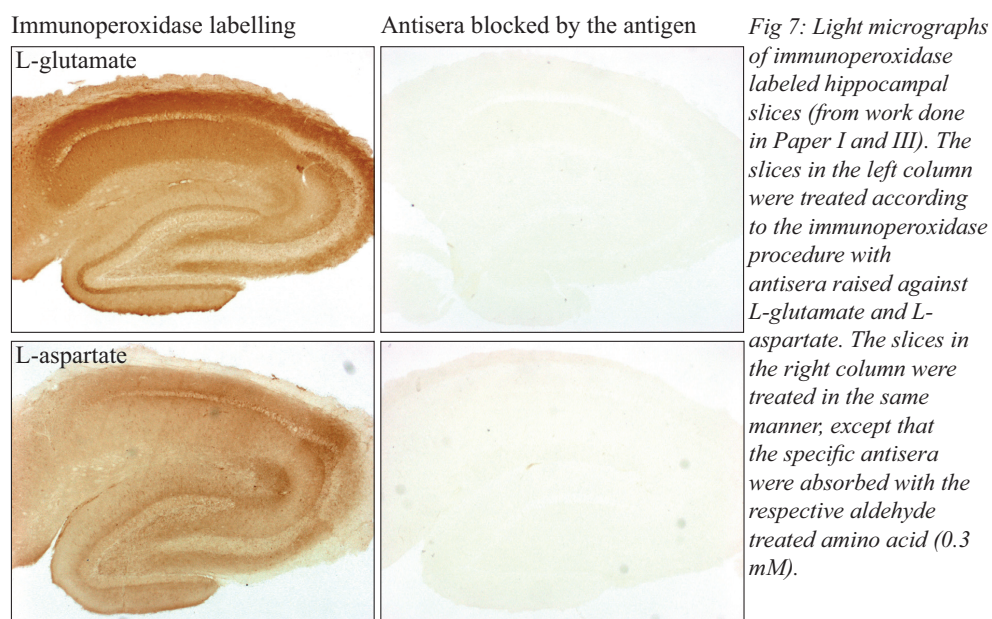 Immunoperoxidase labelling
Antisera blocked by the antigen
L-glutamate
L-aspartate
Fig 7: Light micrographs
of immunoperoxidase
labeled hippocampal
slices (from work done
in Paper I and III). The
slices in the left column
were treated according
to the immunoperoxidase
procedure with
antisera raised against
L-glutamate and L-
aspartate. The slices in
the right column were
treated in the same
manner, except that
the specific antisera
were absorbed with the
respective aldehyde
treated amino acid (0.3
mM).